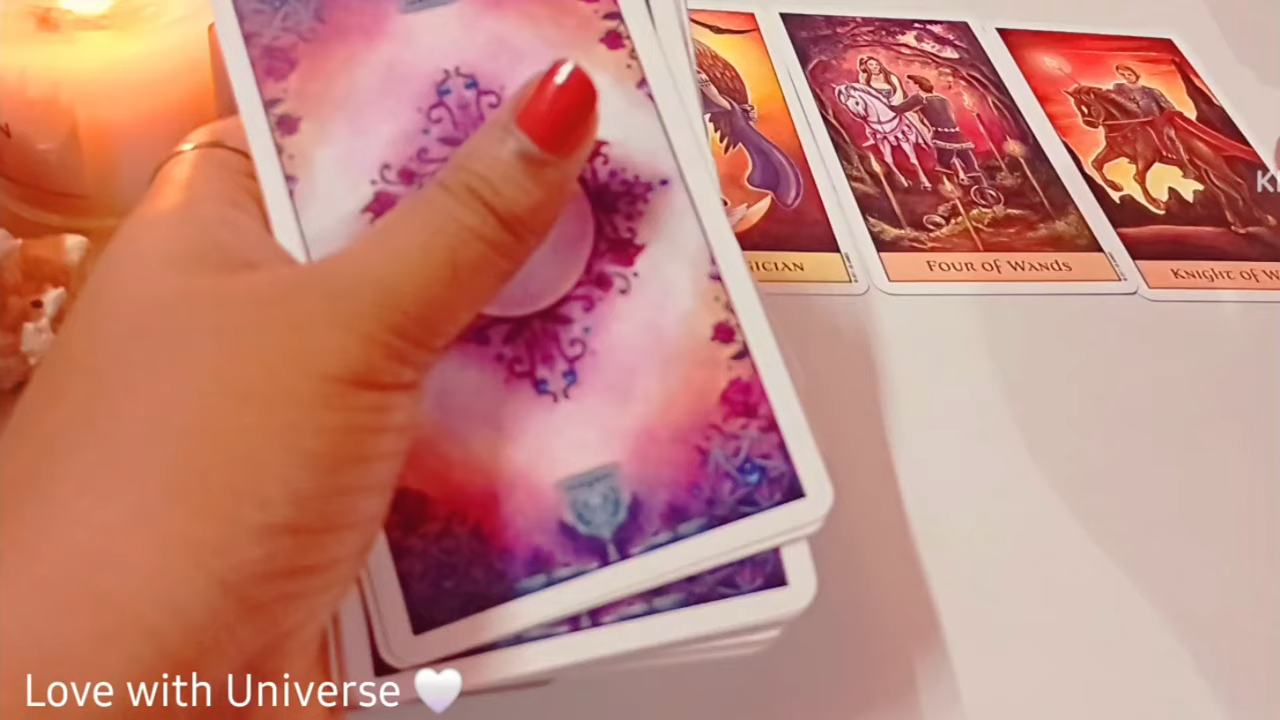 ICIAN
FOUR OF WANDS
KNIGHT OF W
K
Love with Universe 🤍